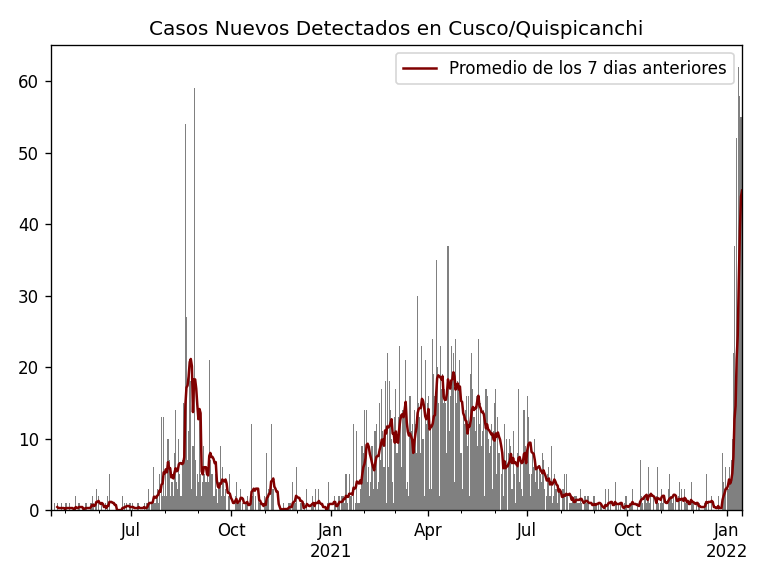 Casos Nuevos Detectados en Cusco/Quispicanchi
Promedio de los 7 dias anteriores
60
50
40
30
20
10
0
Jul Oct Jan Apr Jul Oct Jan
2021 2022